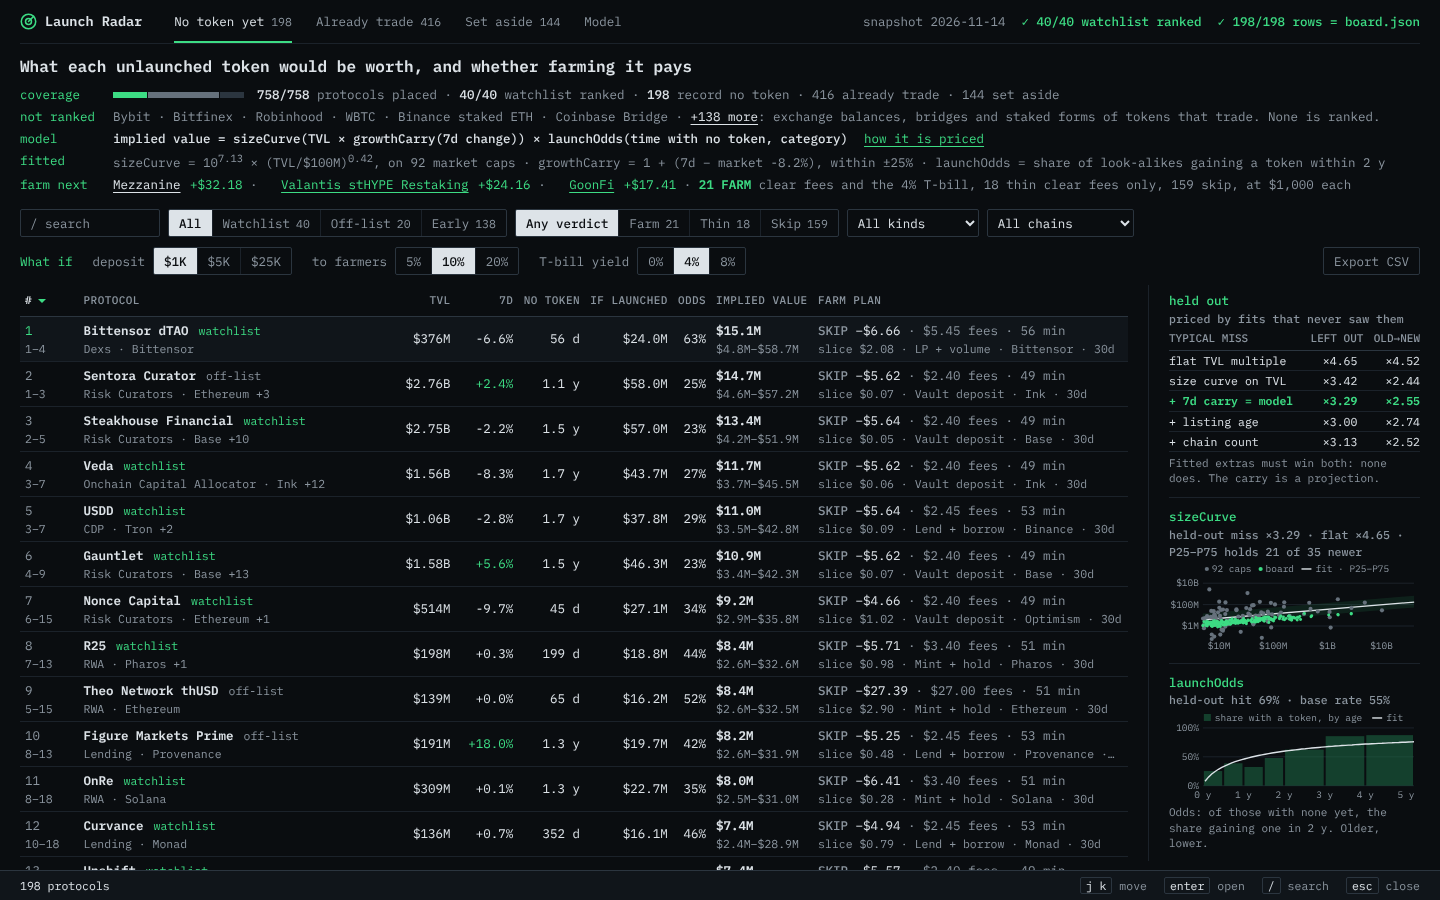 Launch Radar No token yet 198 Already trade 416 Set aside 144 Model snapshot 2026-11-14 ✓ 40/40 watchlist ranked ✓ 198/198 rows = board.json
What each unlaunched token would be worth, and whether farming it pays
coverage 758/758 protocols placed · 40/40 watchlist ranked · 198 record no token · 416 already trade · 144 set aside
not ranked Bybit · Bitfinex · Robinhood · WBTC · Binance staked ETH · Coinbase Bridge · +138 more: exchange balances, bridges and staked forms of tokens that trade. None is ranked.
model implied value = sizeCurve(TVL × growthCarry(7d change)) × launchOdds(time with no token, category) how it is priced
fitted sizeCurve = 10^7.13 × (TVL/$100M)^0.42, on 92 market caps · growthCarry = 1 + (7d − market -8.2%), within ±25% · launchOdds = share of look-alikes gaining a token within 2 y
farm next Mezzanine +$32.18 · Valantis stHYPE Restaking +$24.16 · GoonFi +$17.41 · 21 FARM clear fees and the 4% T-bill, 18 thin clear fees only, 159 skip, at $1,000 each
/ search All Watchlist 40 Off-list 20 Early 138 Any verdict Farm 21 Thin 18 Skip 159 All kinds All chains
What if deposit $1K $5K $25K to farmers 5% 10% 20% T-bill yield 0% 4% 8% Export CSV
# PROTOCOL TVL 7D NO TOKEN IF LAUNCHED ODDS IMPLIED VALUE FARM PLAN
1 Bittensor dTAO watchlist $376M -6.6% 56 d $24.0M 63% $15.1M SKIP −$6.66 · $5.45 fees · 56 min
1–4 Dexs · Bittensor $4.8M–$58.7M slice $2.08 · LP + volume · Bittensor · 30d
2 Sentora Curator off-list $2.76B +2.4% 1.1 y $58.0M 25% $14.7M SKIP −$5.62 · $2.40 fees · 49 min
1–3 Risk Curators · Ethereum +3 $4.6M–$57.2M slice $0.07 · Vault deposit · Ink · 30d
3 Steakhouse Financial watchlist $2.75B -2.2% 1.5 y $57.0M 23% $13.4M SKIP −$5.64 · $2.40 fees · 49 min
2–5 Risk Curators · Base +10 $4.2M–$51.9M slice $0.05 · Vault deposit · Base · 30d
4 Veda watchlist $1.56B -8.3% 1.7 y $43.7M 27% $11.7M SKIP −$5.62 · $2.40 fees · 49 min
3–7 Onchain Capital Allocator · Ink +12 $3.7M–$45.5M slice $0.06 · Vault deposit · Ink · 30d
5 USDD watchlist $1.06B -2.8% 1.7 y $37.8M 29% $11.0M SKIP −$5.64 · $2.45 fees · 53 min
3–7 CDP · Tron +2 $3.5M–$42.8M slice $0.09 · Lend + borrow · Binance · 30d
6 Gauntlet watchlist $1.58B +5.6% 1.5 y $46.3M 23% $10.9M SKIP −$5.62 · $2.40 fees · 49 min
4–9 Risk Curators · Base +13 $3.4M–$42.3M slice $0.07 · Vault deposit · Base · 30d
7 Nonce Capital watchlist $514M -9.7% 45 d $27.1M 34% $9.2M SKIP −$4.66 · $2.40 fees · 49 min
6–15 Risk Curators · Ethereum +1 $2.9M–$35.8M slice $1.02 · Vault deposit · Optimism · 30d
8 R25 watchlist $198M +0.3% 199 d $18.8M 44% $8.4M SKIP −$5.71 · $3.40 fees · 51 min
7–13 RWA · Pharos +1 $2.6M–$32.6M slice $0.98 · Mint + hold · Pharos · 30d
9 Theo Network thUSD off-list $139M +0.0% 65 d $16.2M 52% $8.4M SKIP −$27.39 · $27.00 fees · 51 min
5–15 RWA · Ethereum $2.6M–$32.5M slice $2.90 · Mint + hold · Ethereum · 30d
10 Figure Markets Prime off-list $191M +18.0% 1.3 y $19.7M 42% $8.2M SKIP −$5.25 · $2.45 fees · 53 min
8–13 Lending · Provenance $2.6M–$31.9M slice $0.48 · Lend + borrow · Provenance ·…
11 OnRe watchlist $309M +0.1% 1.3 y $22.7M 35% $8.0M SKIP −$6.41 · $3.40 fees · 51 min
8–18 RWA · Solana $2.5M–$31.0M slice $0.28 · Mint + hold · Solana · 30d
12 Curvance watchlist $136M +0.7% 352 d $16.1M 46% $7.4M SKIP −$4.94 · $2.45 fees · 53 min
10–18 Lending · Monad $2.4M–$28.9M slice $0.79 · Lend + borrow · Monad · 30d
held out
priced by fits that never saw them
TYPICAL MISS LEFT OUT OLD→NEW
flat TVL multiple ×4.65 ×4.52
size curve on TVL ×3.42 ×2.44
+ 7d carry = model ×3.29 ×2.55
+ listing age ×3.00 ×2.74
+ chain count ×3.13 ×2.52
Fitted extras must win both: none
does. The carry is a projection.
sizeCurve
held-out miss ×3.29 · flat ×4.65 ·
P25–P75 holds 21 of 35 newer
92 caps board fit · P25–P75
$10B
$100M
$1M
$10M $100M $1B $10B
launchOdds
held-out hit 69% · base rate 55%
share with a token, by age fit
100%
50%
0%
0 y 1 y 2 y 3 y 4 y 5 y
Odds: of those with none yet, the
share gaining one in 2 y. Older,
lower.
198 protocols j k move enter open / search esc close